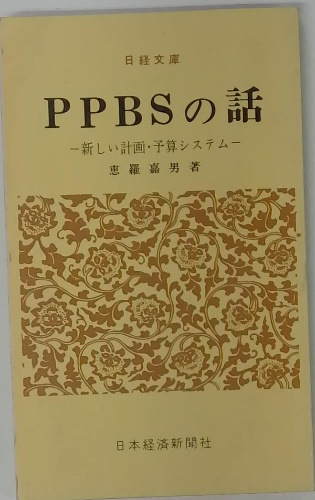 日経文庫
PPBSの話
−新しい計画・予算システム−
恵羅嘉男著
日本経済新聞社